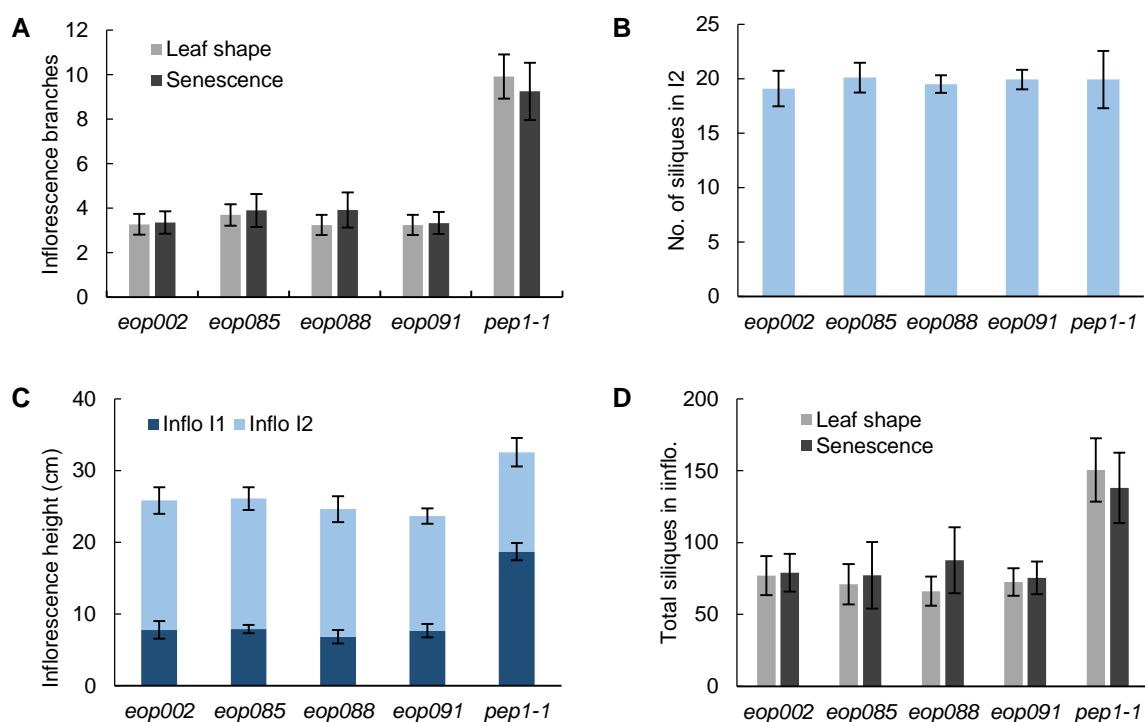 A
Inflorescence branches
12
10
8
6
4
2
0
Leaf shape
Senescence
eop002 eop085 eop088 eop091 pep1-1
B
No. of siliques in I2
25
20
15
10
5
0
eop002 eop085 eop088 eop091 pep1-1
C
Inflorescence height (cm)
40
30
20
10
0
Inflo I1 Inflo I2
eop002 eop085 eop088 eop091 pep1-1
D
Total siliques in iinflo.
200
150
100
50
0
Leaf shape
Senescence
eop002 eop085 eop088 eop091 pep1-1